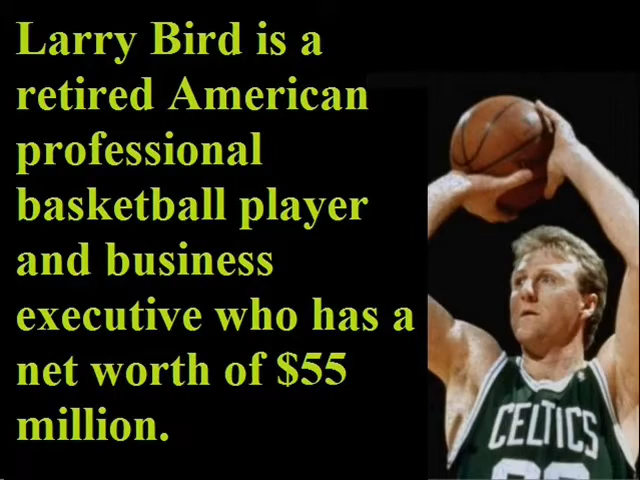 Larry Bird is a
retired American
professional
basketball player
and business
executive who has a
net worth of $55
million.
CELTICS